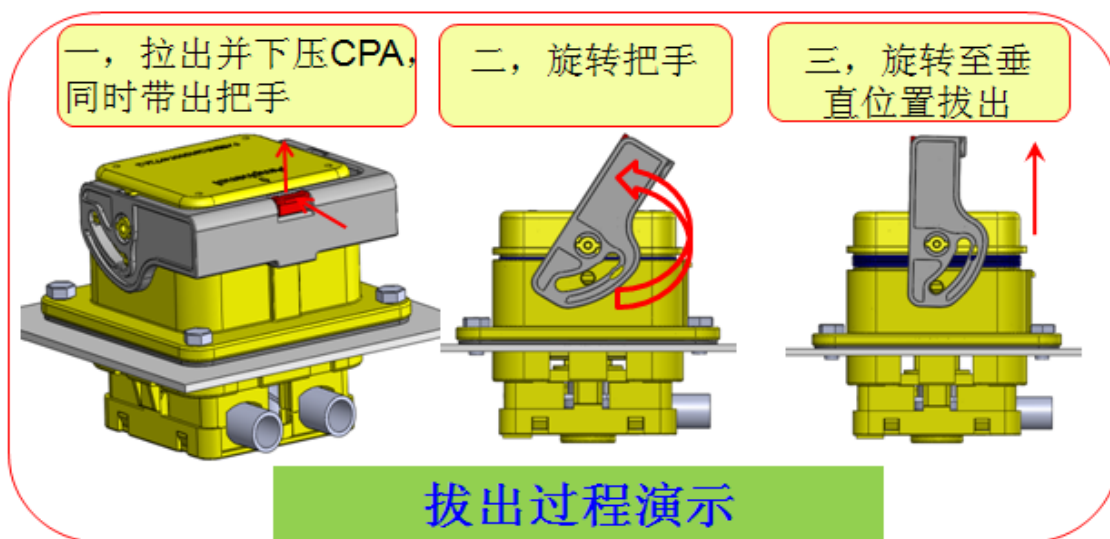 一，拉出并下压CPA，
同时带出把手
二，旋转把手
三，旋转至垂
直位置拔出
拔出过程演示